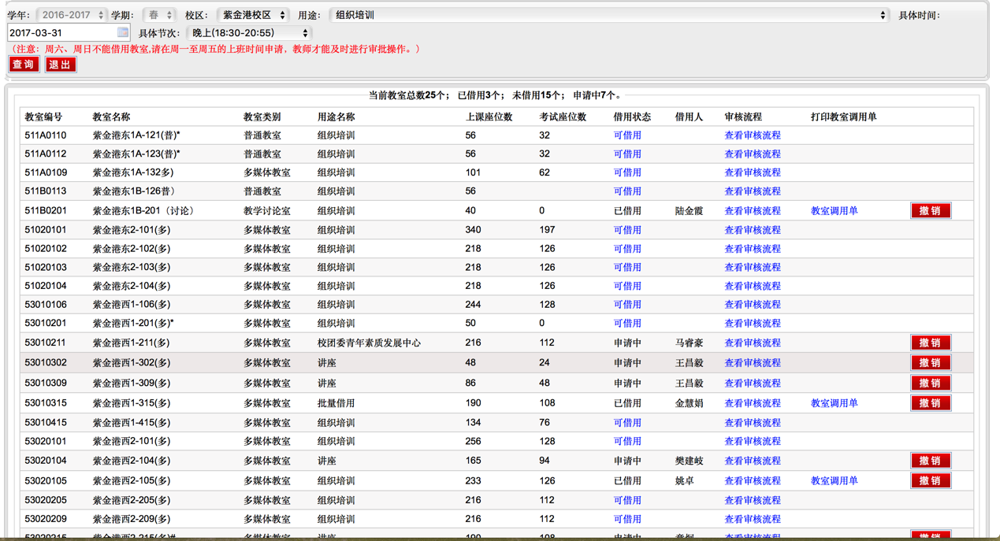 学年: 2016-2017 学期: 春 校区: 紫金港校区 用途: 组织培训 具体时间:
2017-03-31 具体节次: 晚上(18:30-20:55)
（注意：周六、周日不能借用教室,请在周一至周五的上班时间申请，教师才能及时进行审批操作。）
查询 退出
当前教室总数25个； 已借用3个； 未借用15个； 申请中7个。
教室编号 教室名称 教室类别 用途名称 上课座位数 考试座位数 借用状态 借用人 审核流程 打印教室调用单
511A0110 紫金港东1A-121(普)* 普通教室 组织培训 56 32 可借用 查看审核流程
511A0112 紫金港东1A-123(普)* 普通教室 组织培训 56 32 可借用 查看审核流程
511A0109 紫金港东1A-132多) 多媒体教室 组织培训 101 62 可借用 查看审核流程
511B0113 紫金港东1B-126普） 普通教室 组织培训 56 可借用 查看审核流程
511B0201 紫金港东1B-201（讨论） 教学讨论室 组织培训 40 0 已借用 陆金霞 查看审核流程 教室调用单 撤销
51020101 紫金港东2-101(多) 多媒体教室 组织培训 340 197 可借用 查看审核流程
51020102 紫金港东2-102(多) 多媒体教室 组织培训 218 126 可借用 查看审核流程
51020103 紫金港东2-103(多) 多媒体教室 组织培训 218 126 可借用 查看审核流程
51020104 紫金港东2-104(多) 多媒体教室 组织培训 218 126 可借用 查看审核流程
53010106 紫金港西1-106(多) 多媒体教室 组织培训 244 128 可借用 查看审核流程
53010201 紫金港西1-201(多)* 多媒体教室 组织培训 50 0 可借用 查看审核流程
53010211 紫金港西1-211(多) 多媒体教室 校团委青年素质发展中心 216 112 申请中 马睿豪 查看审核流程 撤销
53010302 紫金港西1-302(多) 多媒体教室 讲座 48 24 申请中 王昌毅 查看审核流程 撤销
53010309 紫金港西1-309(多) 多媒体教室 讲座 86 48 申请中 王昌毅 查看审核流程 撤销
53010315 紫金港西1-315(多) 多媒体教室 批量借用 190 108 已借用 金慧娟 查看审核流程 教室调用单 撤销
53010415 紫金港西1-415(多) 多媒体教室 组织培训 134 76 可借用 查看审核流程
53020101 紫金港西2-101(多) 多媒体教室 组织培训 256 128 可借用 查看审核流程
53020104 紫金港西2-104(多) 多媒体教室 讲座 165 94 申请中 樊建岐 查看审核流程 撤销
53020105 紫金港西2-105(多) 多媒体教室 组织培训 233 126 已借用 姚卓 查看审核流程 教室调用单 撤销
53020205 紫金港西2-205(多) 多媒体教室 组织培训 216 112 可借用 查看审核流程
53020209 紫金港西2-209(多) 多媒体教室 组织培训 216 112 可借用 查看审核流程
53020215 紫金港西2-215(多)# 多媒体教室 讲座 190 108 申请中 查看审核流程 撤销